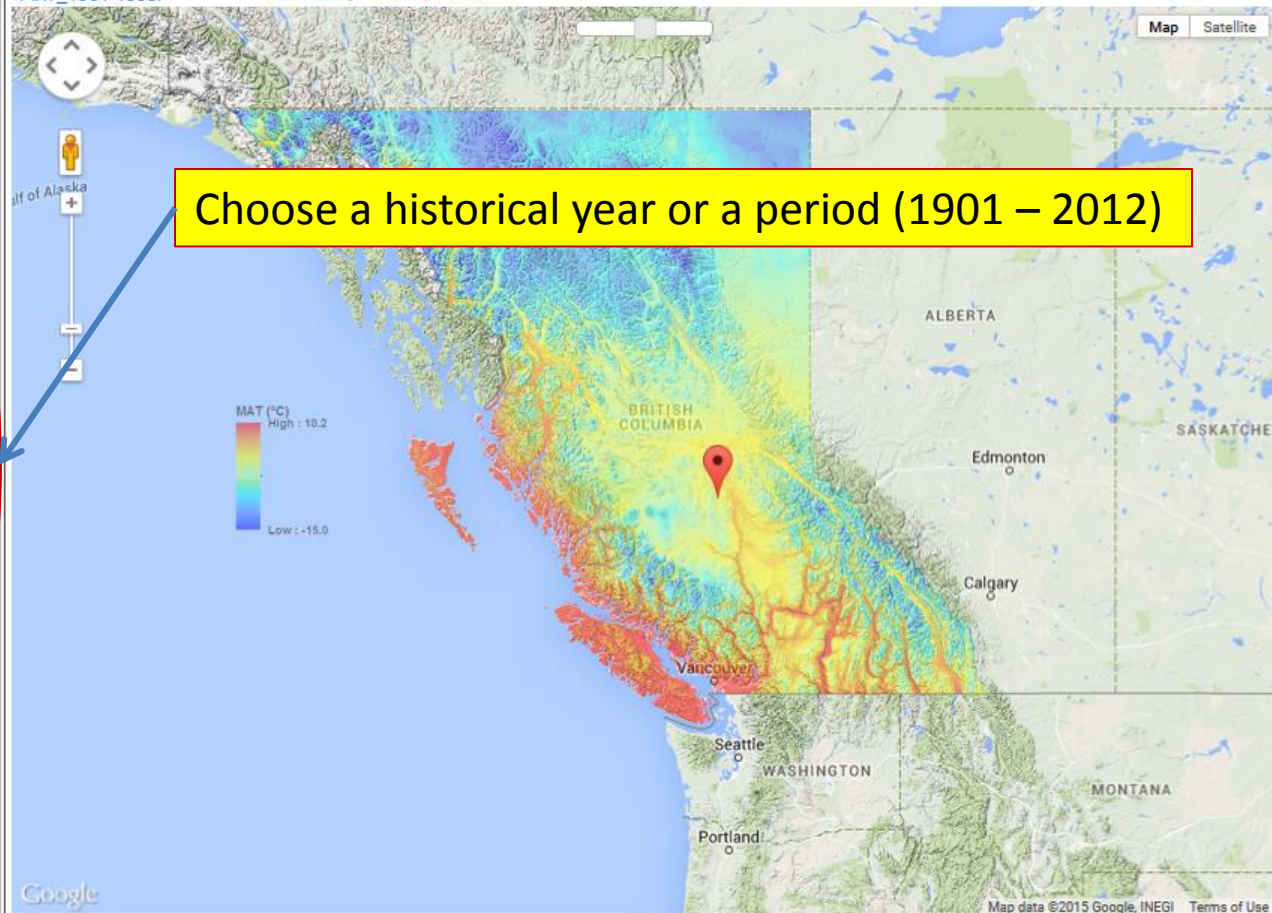 Map Satellite
lf of Alaska
Choose a historical year or a period (1901 – 2012)
ALBERTA
MAT (°C)
High : 10.2
Low : -15.0
BRITISH
COLUMBIA
SASKATCHE
Edmonton
Calgary
Vancouver
Seattle
WASHINGTON
MONTANA
Portland
Google
Map data ©2015 Google, INEGI Terms of Use